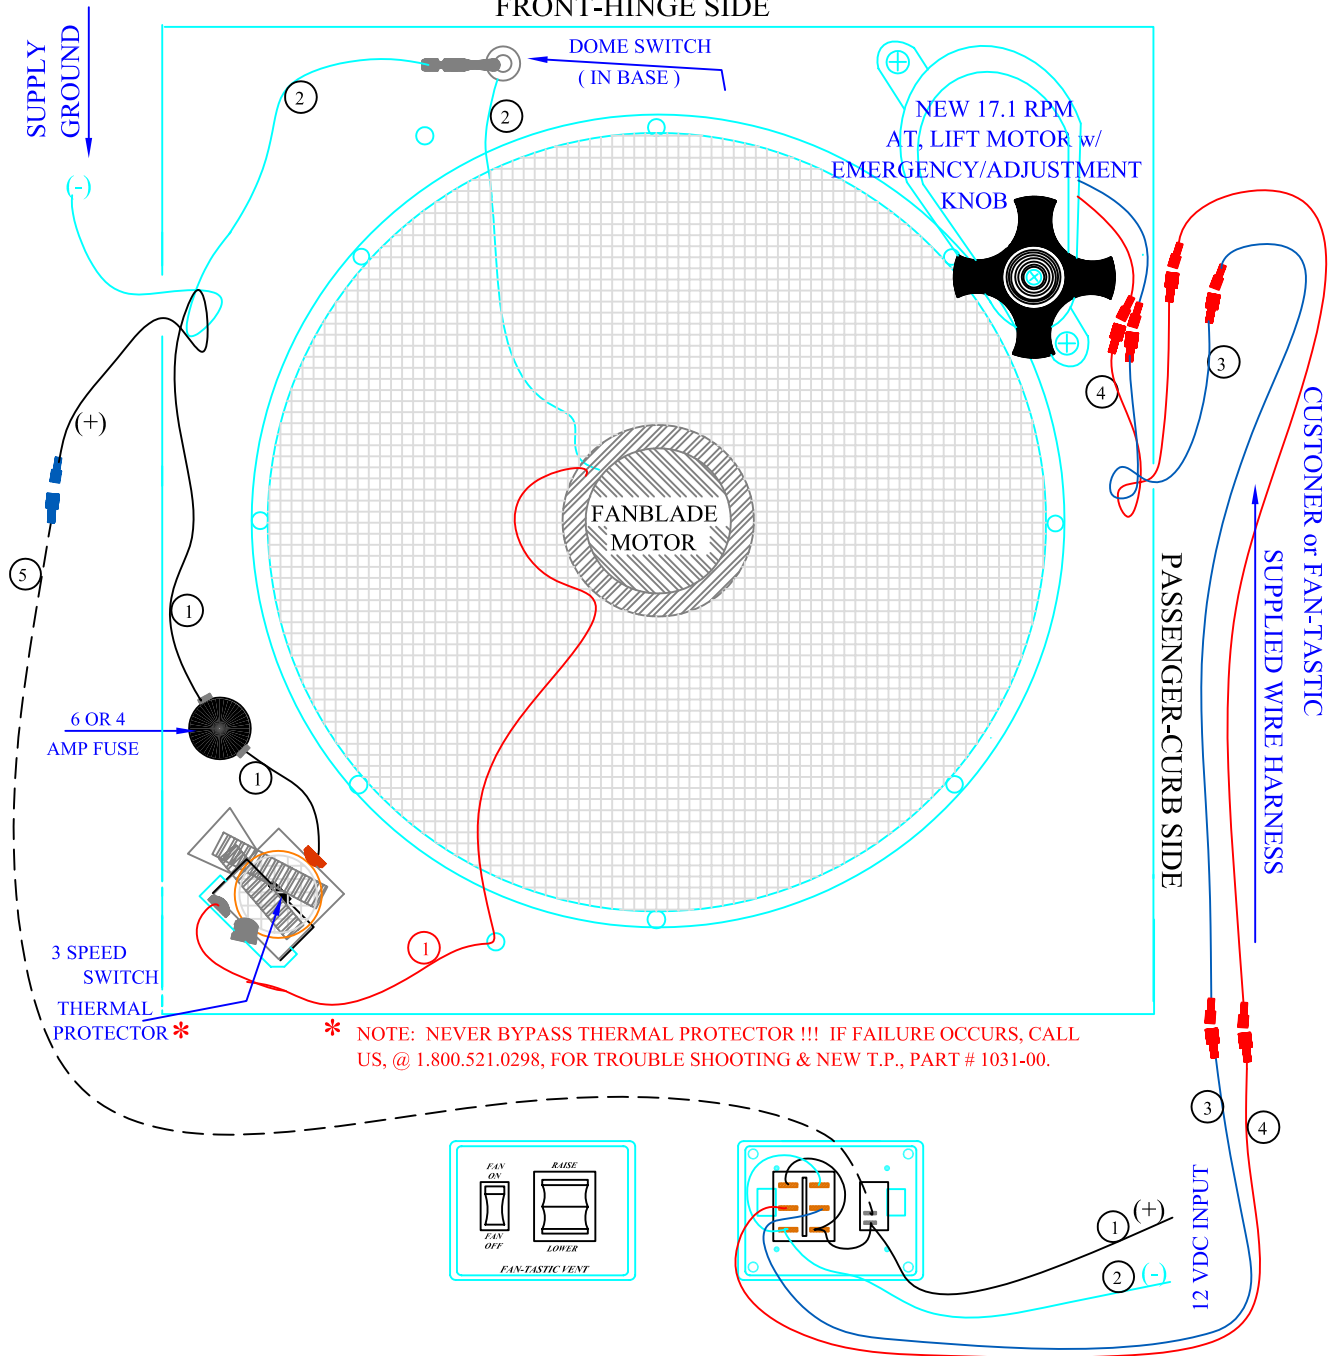 FRONT-HINGE SIDE
SUPPLY
GROUND
(-)
2
DOME SWITCH
( IN BASE )
2
NEW 17.1 RPM
AT, LIFT MOTOR w/
EMERGENCY/ADJUSTMENT
KNOB
3
4
(+)
CUSTONER or FAN-TASTIC
SUPPLIED WIRE HARNESS
PASSENGER-CURB SIDE
FANBLADE
MOTOR
5
1
6 OR 4
AMP FUSE
1
1
3 SPEED
SWITCH
THERMAL
PROTECTOR *
* NOTE: NEVER BYPASS THERMAL PROTECTOR !!! IF FAILURE OCCURS, CALL
US, @ 1.800.521.0298, FOR TROUBLE SHOOTING & NEW T.P., PART # 1031-00.
3
4
FAN
ON
FAN
OFF
RAISE
LOWER
FAN-TASTIC VENT
1
(+)
2
(-)
12 VDC INPUT